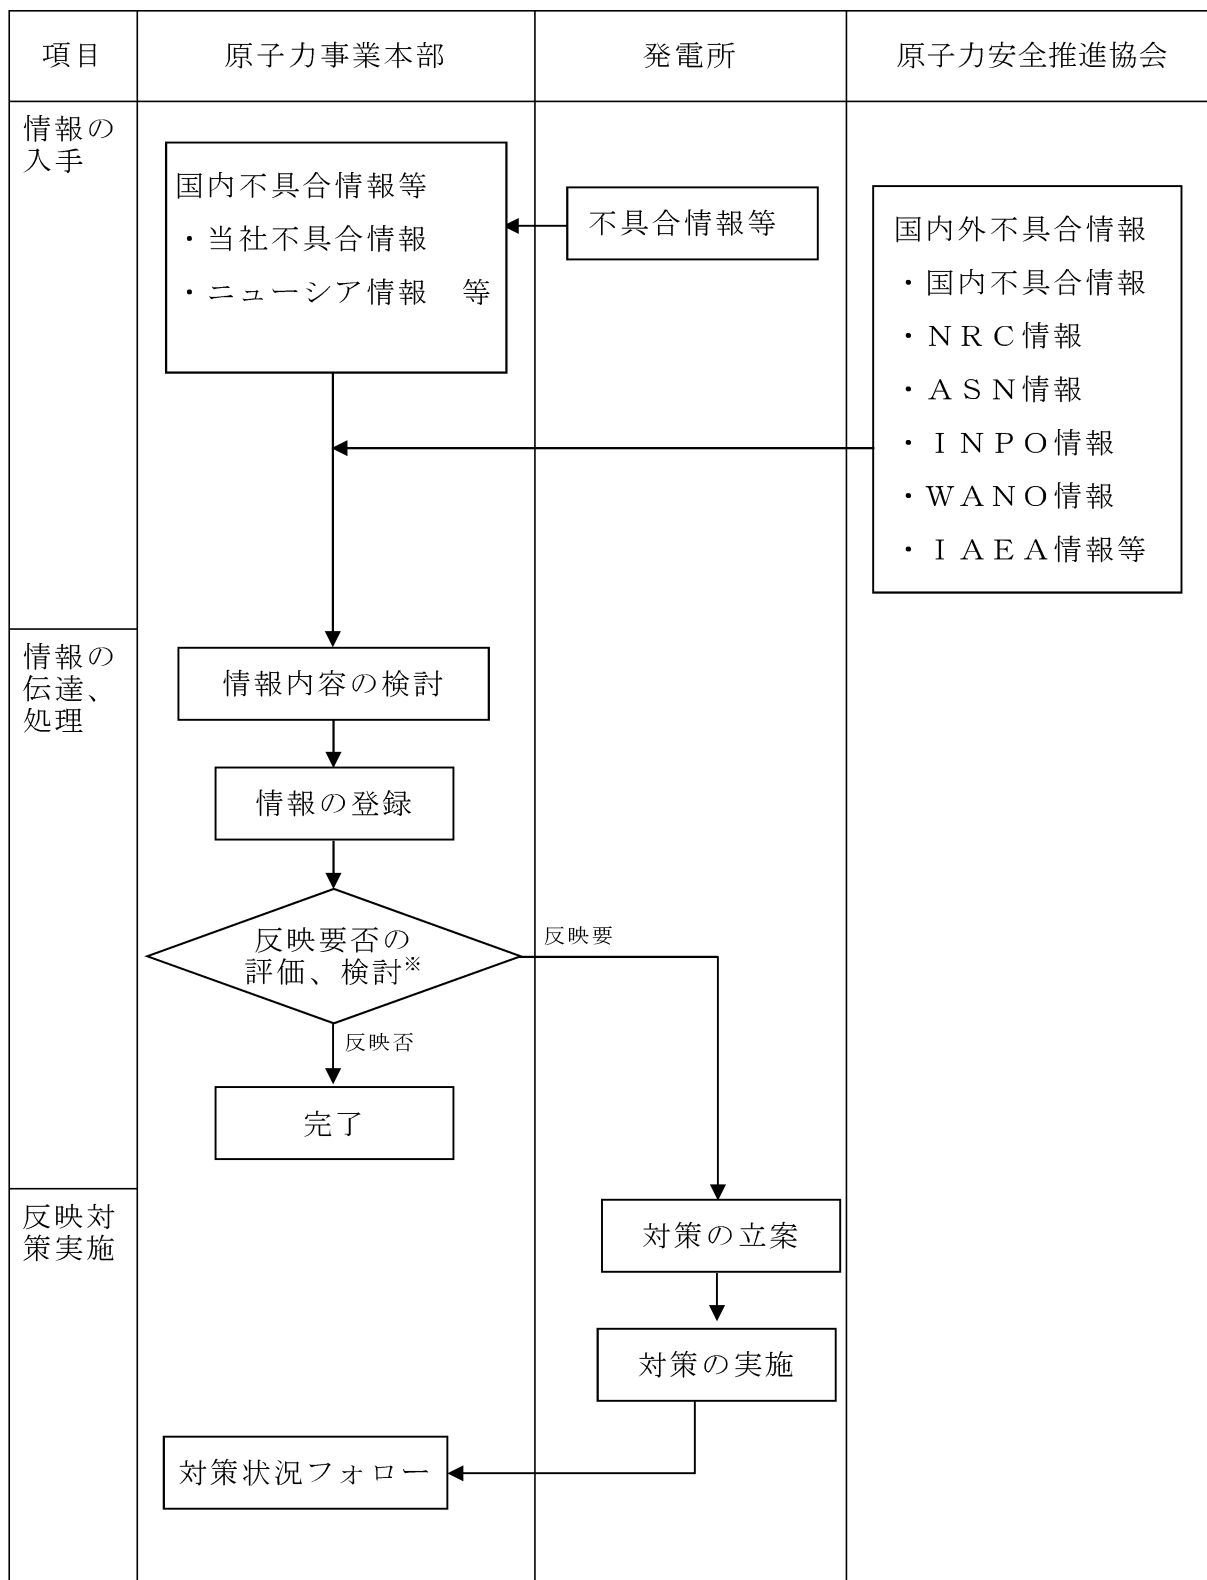 項目
原子力事業本部
発電所
原子力安全推進協会
情報の
入手
国内不具合情報等
・当社不具合情報
・ニューシア情報　等
不具合情報等
国内外不具合情報
・国内不具合情報
・ＮＲＣ情報
・ＡＳＮ情報
・ＩＮＰＯ情報
・ＷＡＮＯ情報
・ＩＡＥＡ情報等
情報の
伝達、
処理
情報内容の検討
情報の登録
反映要否の
評価、検討※
反映要
反映否
完了
反映対
策実施
対策の立案
対策の実施
対策状況フォロー